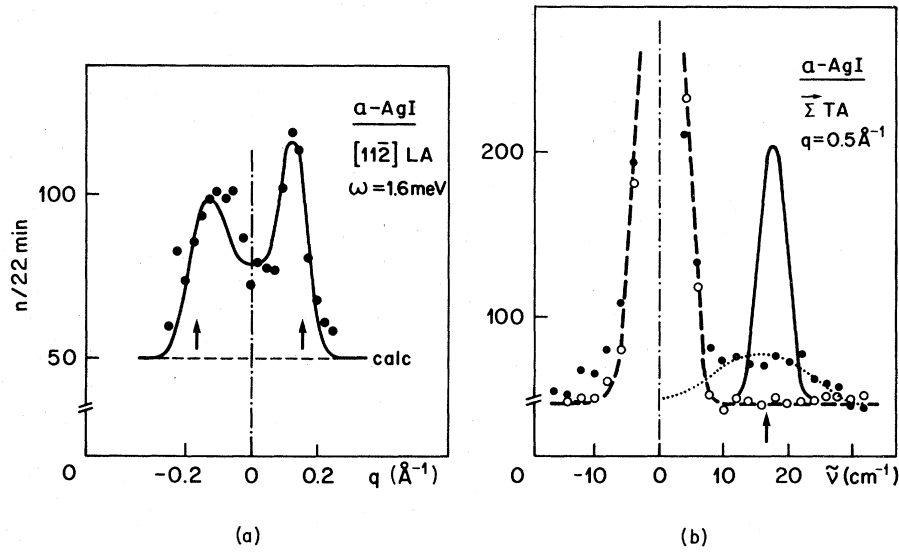 α-AgI
[112̄] LA
ω = 1.6meV
n/22 min
100
50
0
calc
-0.2
0
0.2
q (Å⁻¹)
(a)
α-AgI
Σ⃗ TA
q = 0.5Å⁻¹
200
100
0
-10
0
10
20
ν̃ (cm⁻¹)
(b)